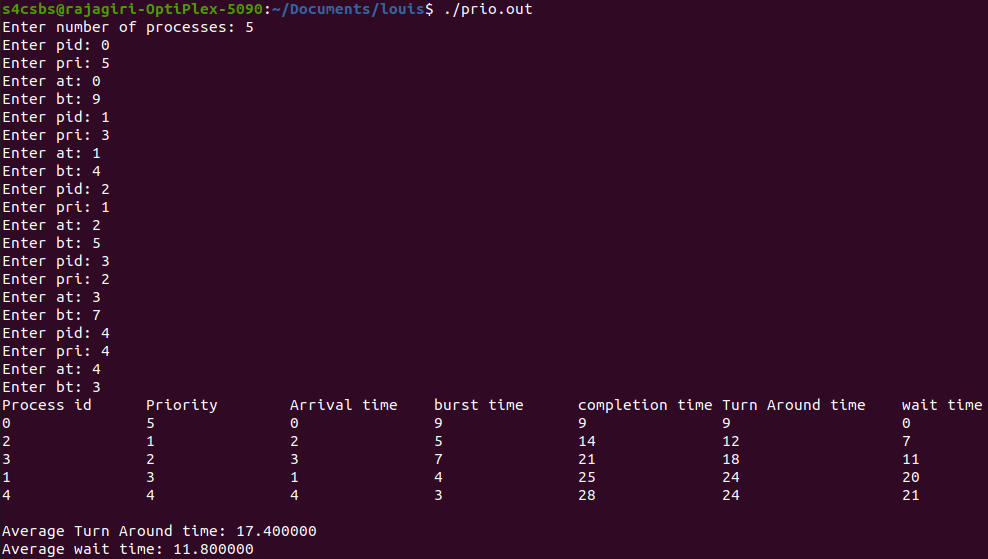 s4csbs@rajagiri-OptiPlex-5090:~/Documents/louis$ ./prio.out
Enter number of processes: 5
Enter pid: 0
Enter pri: 5
Enter at: 0
Enter bt: 9
Enter pid: 1
Enter pri: 3
Enter at: 1
Enter bt: 4
Enter pid: 2
Enter pri: 1
Enter at: 2
Enter bt: 5
Enter pid: 3
Enter pri: 2
Enter at: 3
Enter bt: 7
Enter pid: 4
Enter pri: 4
Enter at: 4
Enter bt: 3
Process id Priority Arrival time burst time completion time Turn Around time wait time
0 5 0 9 9 9 0
2 1 2 5 14 12 7
3 2 3 7 21 18 11
1 3 1 4 25 24 20
4 4 4 3 28 24 21
Average Turn Around time: 17.400000
Average wait time: 11.800000